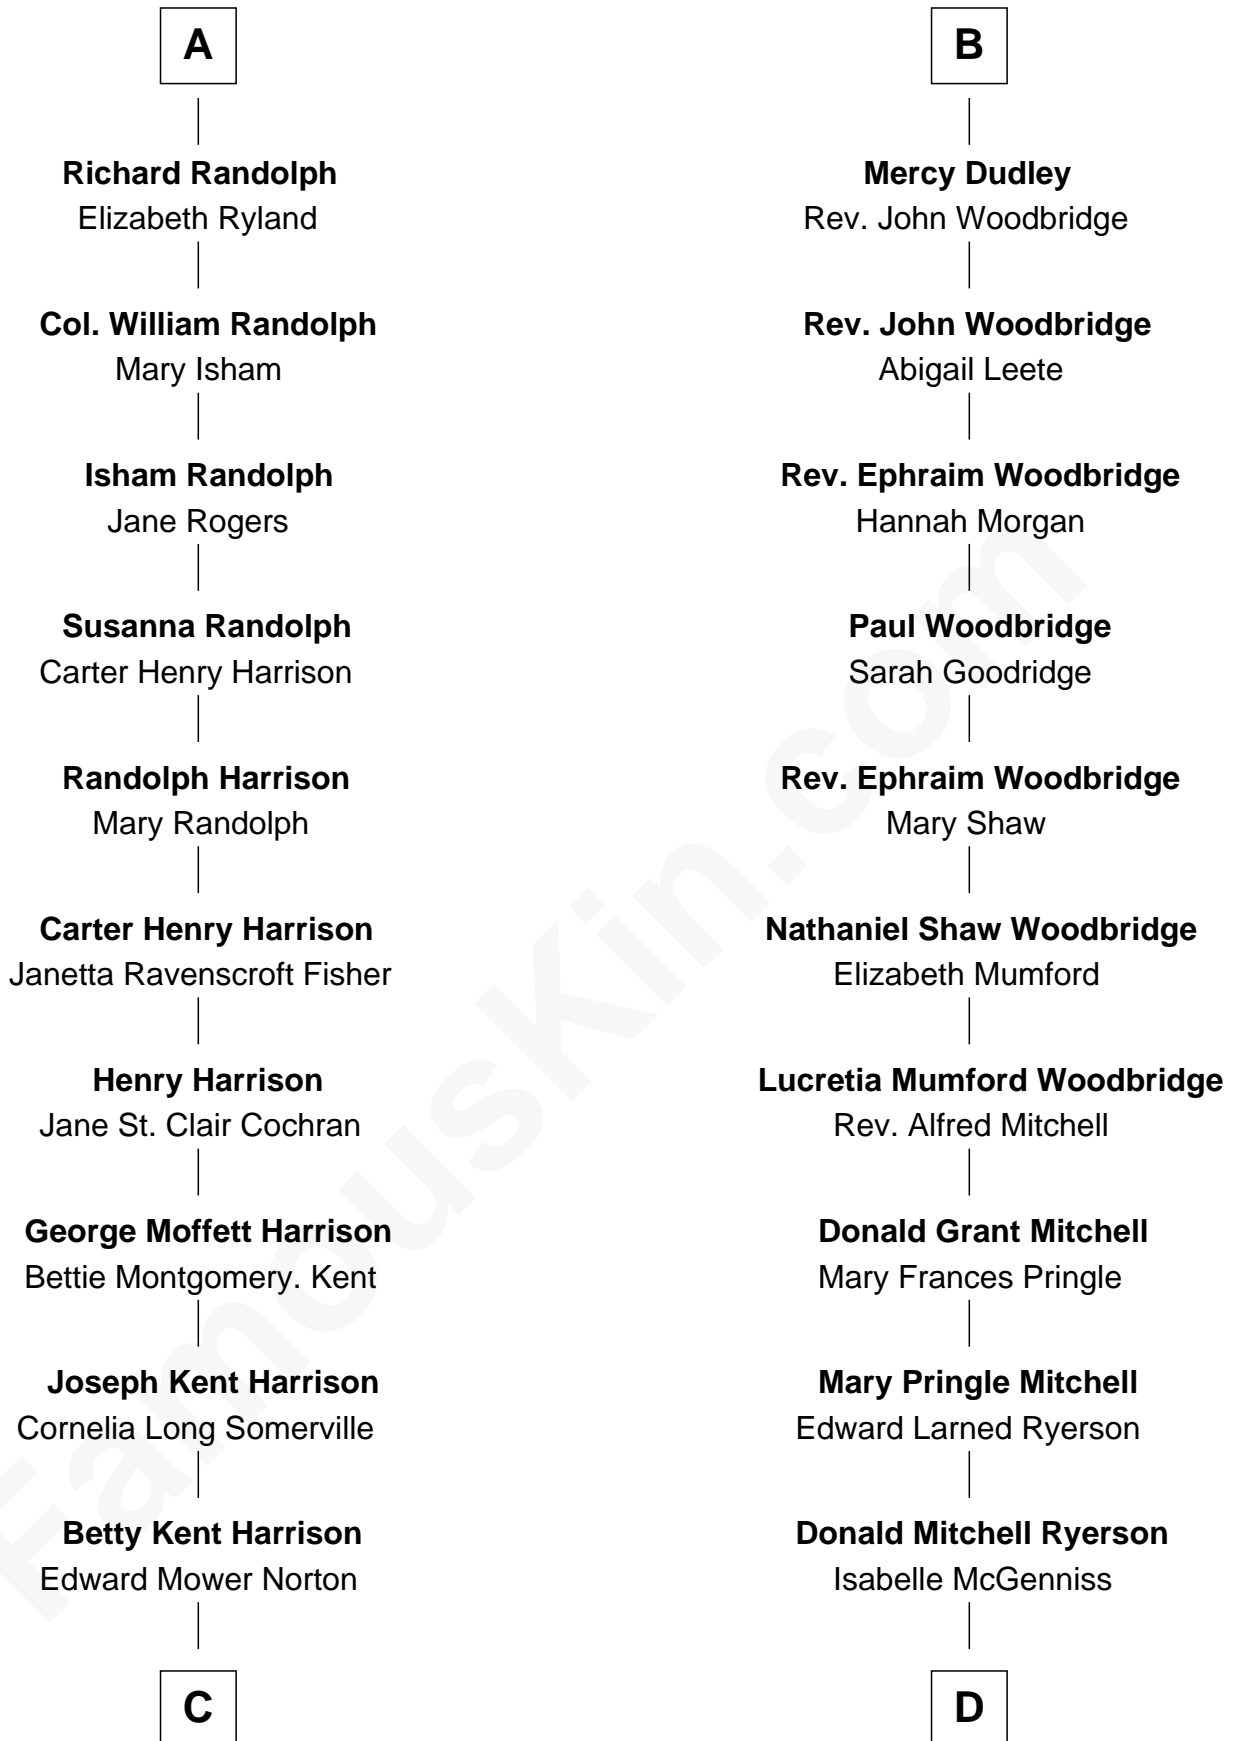 A
Richard Randolph
Elizabeth Ryland
Col. William Randolph
Mary Isham
Isham Randolph
Jane Rogers
Susanna Randolph
Carter Henry Harrison
Randolph Harrison
Mary Randolph
Carter Henry Harrison
Janetta Ravenscroft Fisher
Henry Harrison
Jane St. Clair Cochran
George Moffett Harrison
Bettie Montgomery. Kent
Joseph Kent Harrison
Cornelia Long Somerville
Betty Kent Harrison
Edward Mower Norton
C
B
Mercy Dudley
Rev. John Woodbridge
Rev. John Woodbridge
Abigail Leete
Rev. Ephraim Woodbridge
Hannah Morgan
Paul Woodbridge
Sarah Goodridge
Rev. Ephraim Woodbridge
Mary Shaw
Nathaniel Shaw Woodbridge
Elizabeth Mumford
Lucretia Mumford Woodbridge
Rev. Alfred Mitchell
Donald Grant Mitchell
Mary Frances Pringle
Mary Pringle Mitchell
Edward Larned Ryerson
Donald Mitchell Ryerson
Isabelle McGenniss
D
FamousKin.com